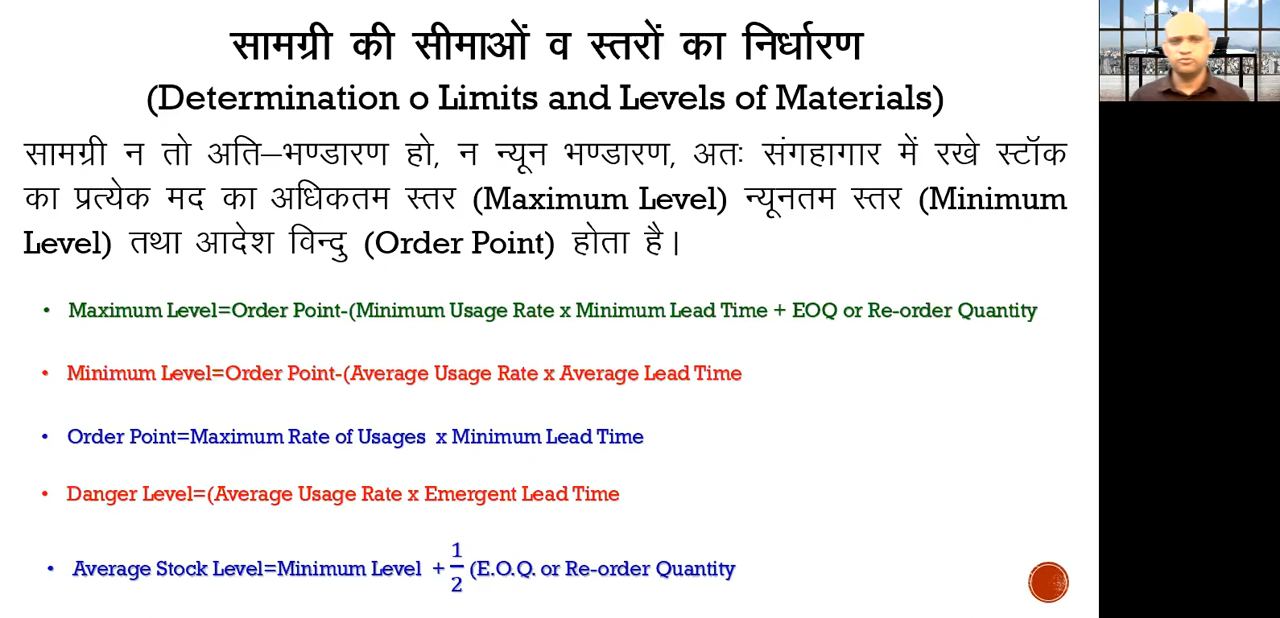 सामग्री की सीमाओं व स्तरों का निर्धारण
(Determination o Limits and Levels of Materials)
सामग्री न तो अति–भण्डारण हो, न न्यून भण्डारण, अतः संगहागार में रखे स्टॉक
का प्रत्येक मद का अधिकतम स्तर (Maximum Level) न्यूनतम स्तर (Minimum
Level) तथा आदेश विन्दु (Order Point) होता है।
• Maximum Level=Order Point-(Minimum Usage Rate x Minimum Lead Time + EOQ or Re-order Quantity
• Minimum Level=Order Point-(Average Usage Rate x Average Lead Time
• Order Point=Maximum Rate of Usages x Minimum Lead Time
• Danger Level=(Average Usage Rate x Emergent Lead Time
• Average Stock Level=Minimum Level + 1/2 (E.O.Q. or Re-order Quantity